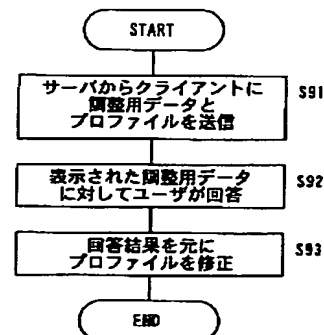 START
サーバからクライアントに
調整用データと
プロファイルを送信
S91
表示された調整用データ
に対してユーザが回答
S92
回答結果を元に
プロファイルを修正
S93
END